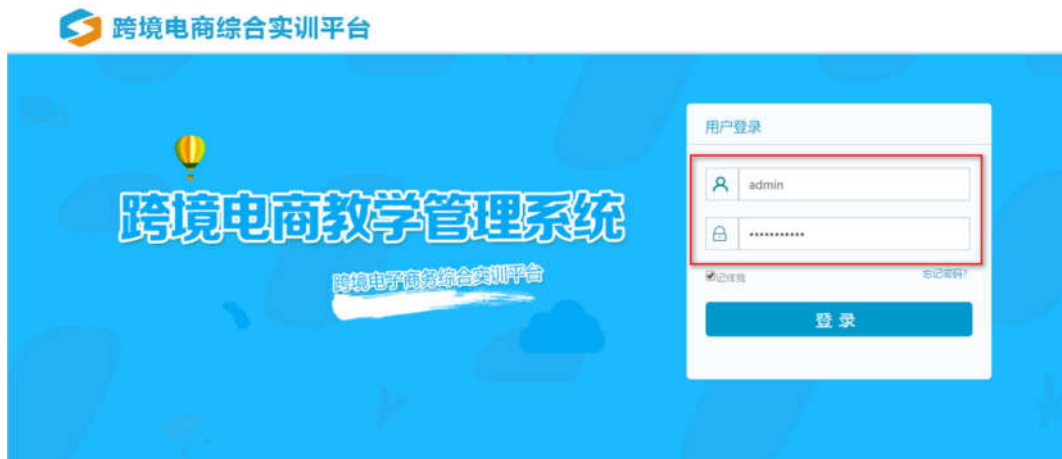 跨境电商综合实训平台
跨境电商教学管理系统
跨境电子商务综合实训平台
用户登录
admin
•••••••••••
记住我
忘记密码?
登 录